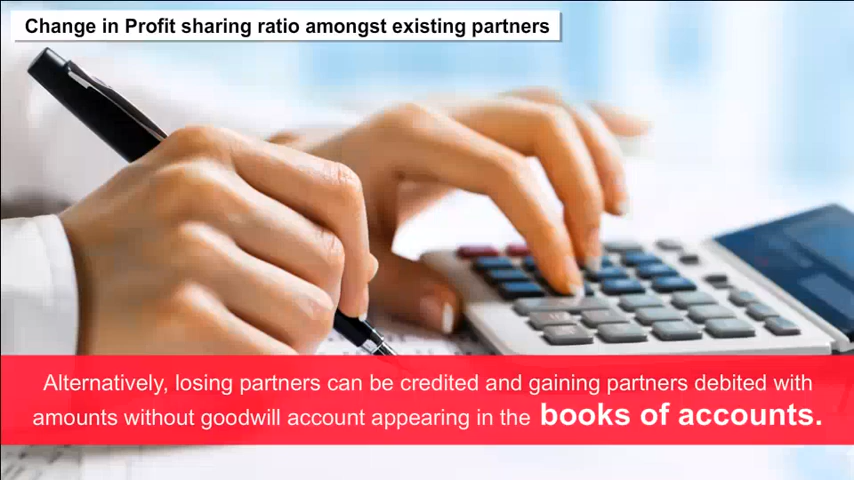 Change in Profit sharing ratio amongst existing partners
Alternatively, losing partners can be credited and gaining partners debited with
amounts without goodwill account appearing in the books of accounts.